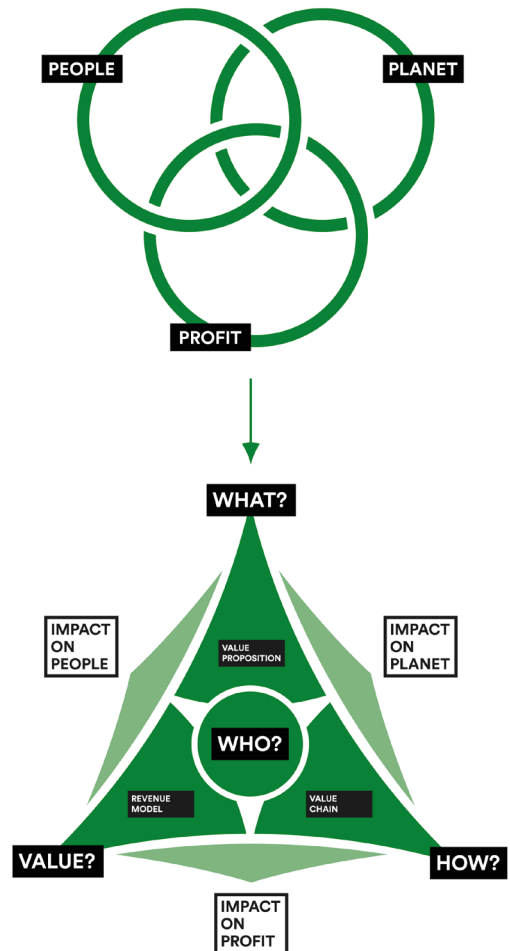 PEOPLE
PLANET
PROFIT
WHAT?
IMPACT
ON
PEOPLE
IMPACT
ON
PLANET
VALUE
PROPOSITION
WHO?
REVENUE
MODEL
VALUE
CHAIN
VALUE?
HOW?
IMPACT
ON
PROFIT